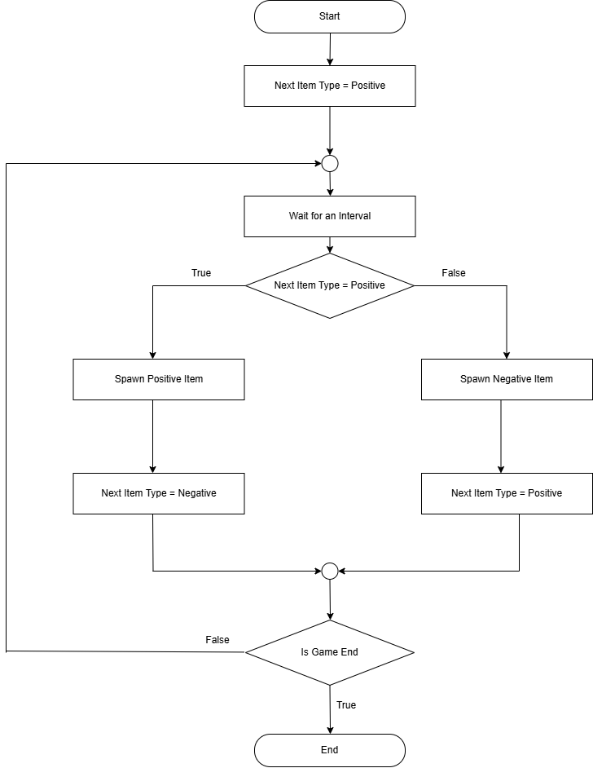 Start
Next Item Type = Positive
Wait for an Interval
Next Item Type = Positive
True
False
Spawn Positive Item
Spawn Negative Item
Next Item Type = Negative
Next Item Type = Positive
Is Game End
False
True
End